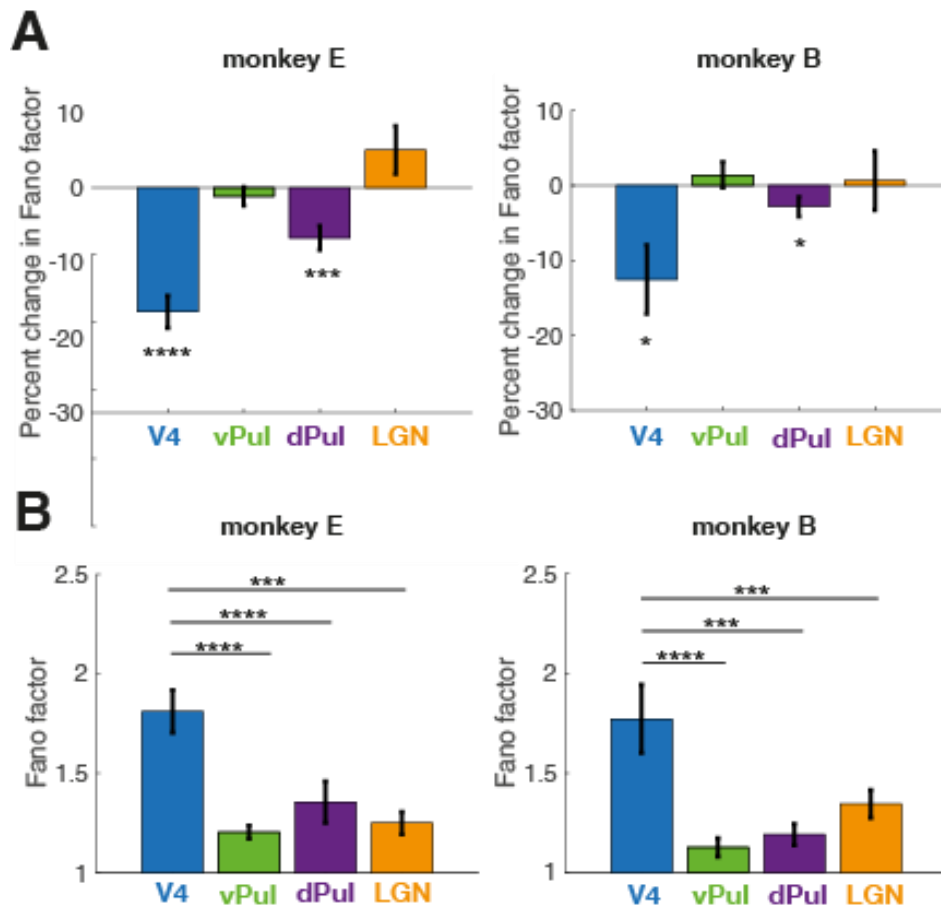 A
monkey E
monkey B
Percent change in Fano factor
10
0
-10
-20
-30
****
***
V4 vPul dPul LGN
Percent change in Fano factor
10
0
-10
-20
-30
*
*
V4 vPul dPul LGN
B
monkey E
monkey B
Fano factor
2.5
2
1.5
1
***
****
****
V4 vPul dPul LGN
Fano factor
2.5
2
1.5
1
***
***
****
V4 vPul dPul LGN